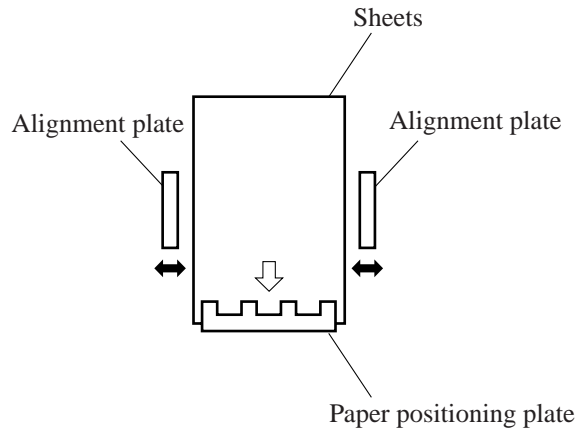 Sheets
Alignment plate
Alignment plate
Paper positioning plate